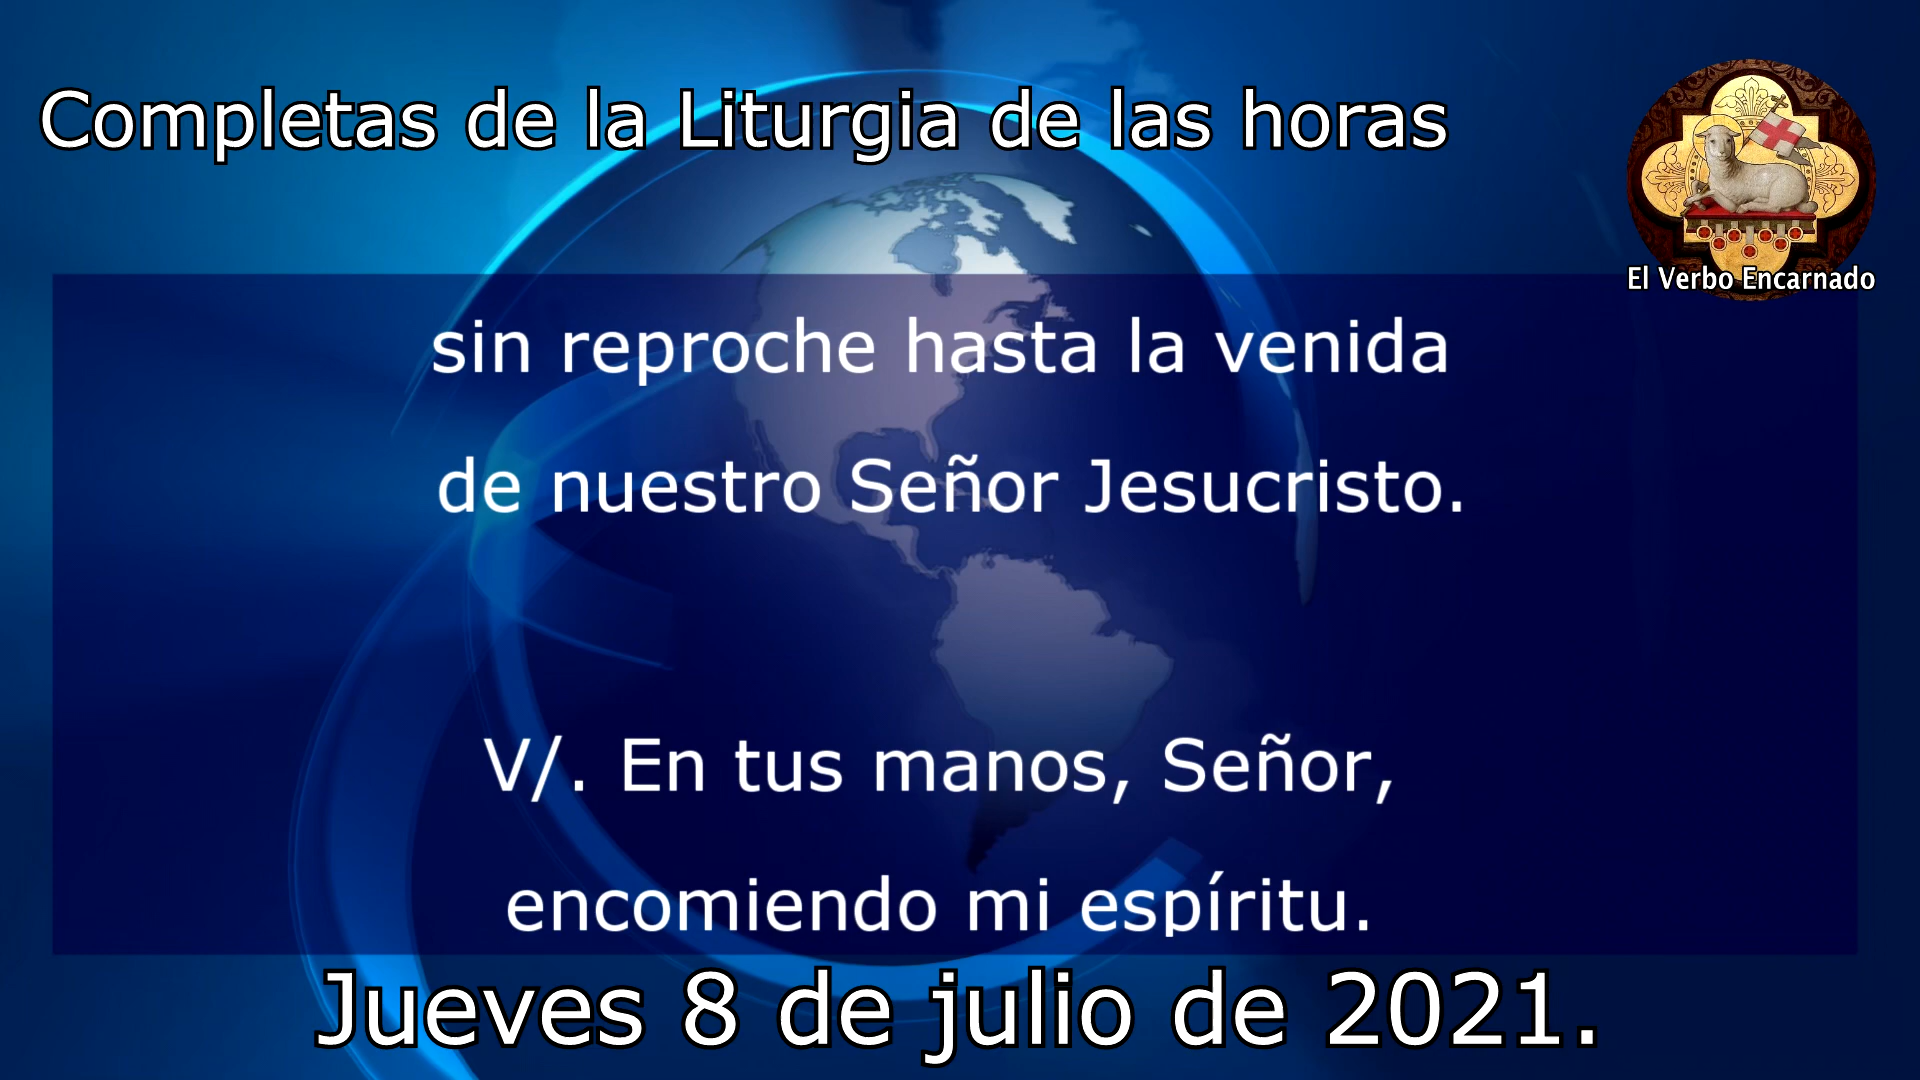 Completas de la Liturgia de las horas
El Verbo Encarnado
sin reproche hasta la venida
de nuestro Señor Jesucristo.
V/. En tus manos, Señor,
encomiendo mi espíritu.
Jueves 8 de julio de 2021.